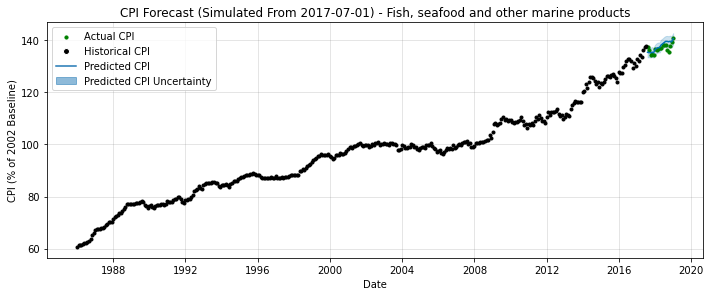 CPI Forecast (Simulated From 2017-07-01) - Fish, seafood and other marine products
Actual CPI
Historical CPI
Predicted CPI
Predicted CPI Uncertainty
CPI (% of 2002 Baseline)
140
120
100
80
60
1988
1992
1996
2000
2004
2008
2012
2016
2020
Date